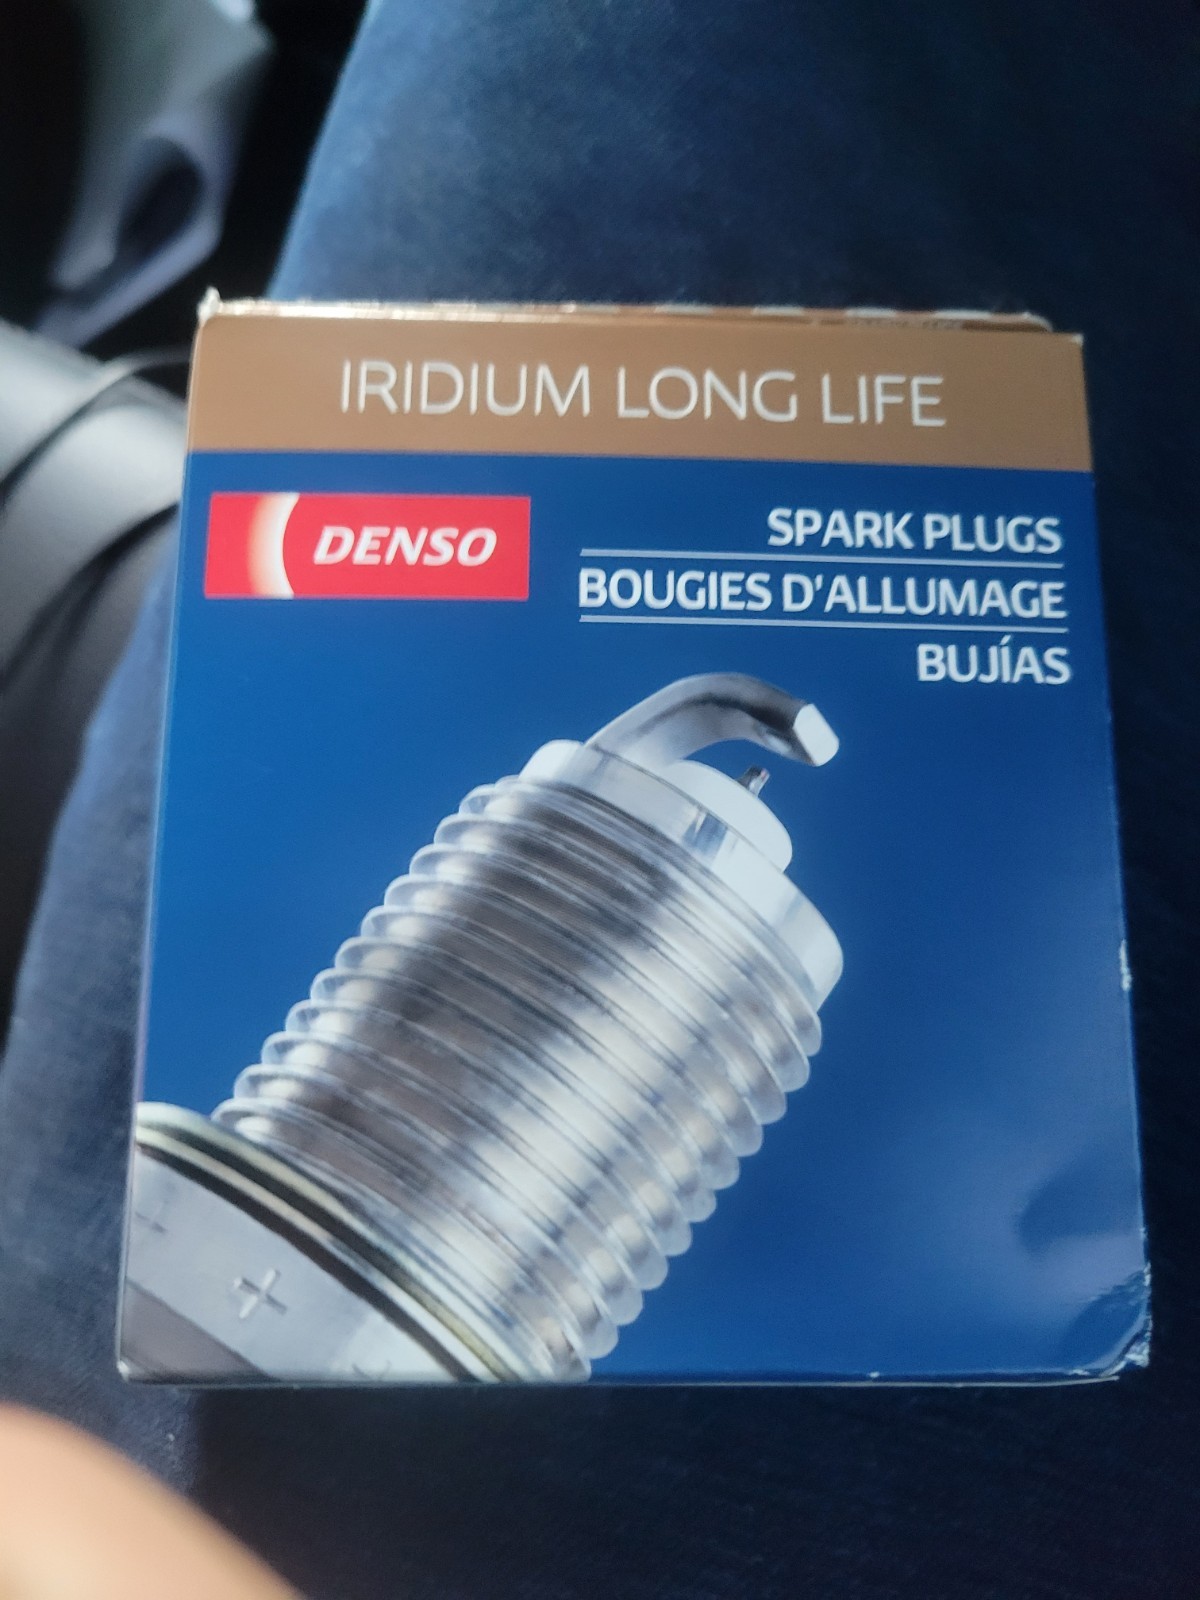 IRIDIUM LONG LIFE
DENSO
SPARK PLUGS
BOUGIES D'ALLUMAGE
BUJÍAS